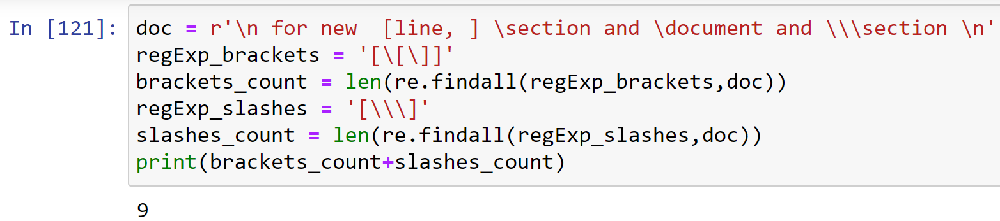 In [121]: doc = r'\n for new  [line, ] \section and \document and \\\section \n'
regExp_brackets = '[\[\]]'
brackets_count = len(re.findall(regExp_brackets,doc))
regExp_slashes = '[\\\]'
slashes_count = len(re.findall(regExp_slashes,doc))
print(brackets_count+slashes_count)
9